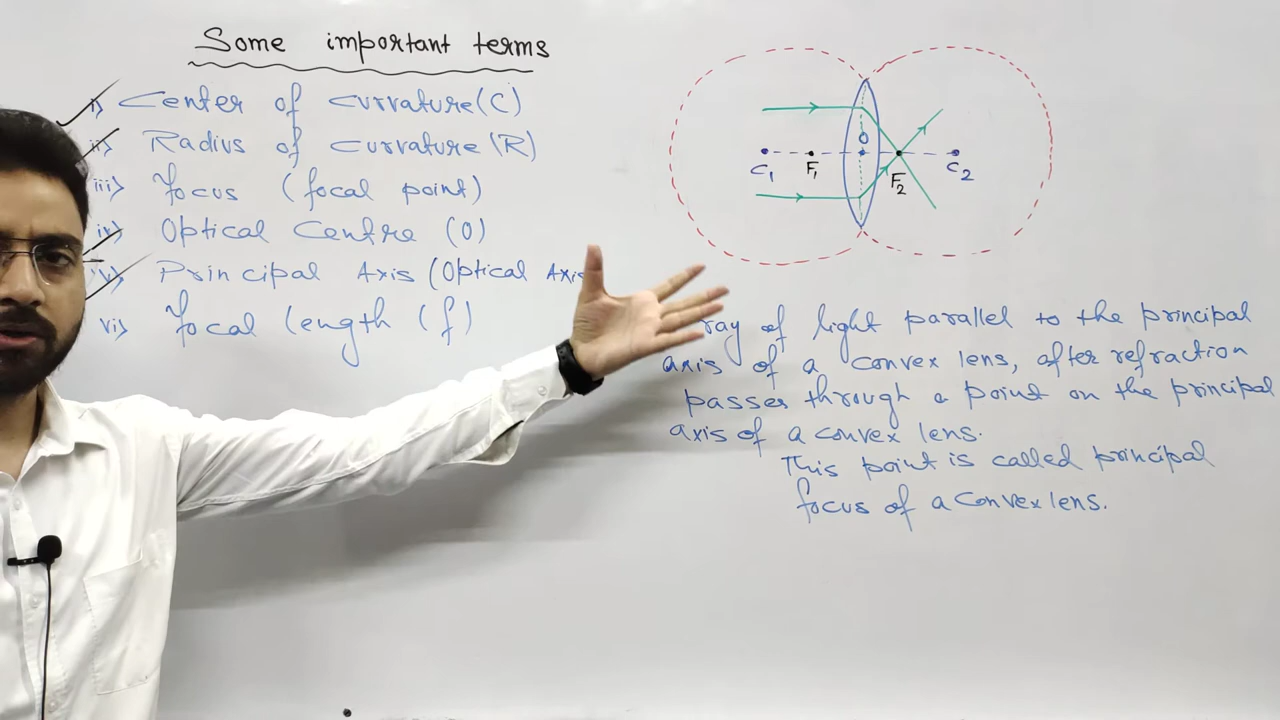 Some important terms
i) Center of curvature (C)
ii) Radius of curvature (R)
iii) focus (focal point)
iv) Optical Centre (O)
v) Principal Axis (Optical Axis
vi) focal length (f)
O
C1 F1 F2 C2
ray of light parallel to the principal
axis of a convex lens, after refraction
passes through a point on the principal
axis of a convex lens.
This point is called principal
focus of a convex lens.